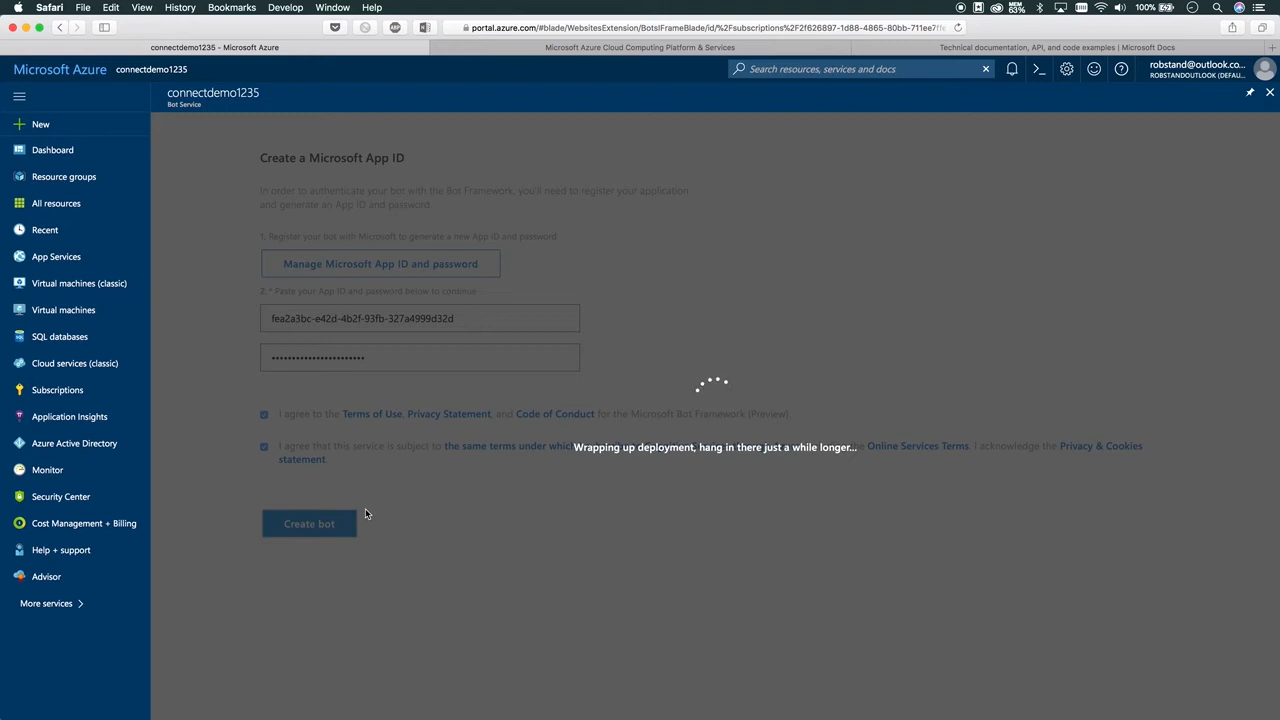 Safari File Edit View History Bookmarks Develop Window Help
100%
portal.azure.com/#blade/WebsitesExtension/BotsIFrameBlade/id/%2Fsubscriptions%2F2f626897-1d88-4865-80bb-711ee7f
connectdemo1235 - Microsoft Azure
Microsoft Azure Cloud Computing Platform & Services
Technical documentation, API, and code examples | Microsoft Docs
Microsoft Azure connectdemo1235
Search resources, services and docs
robstand@outlook.co...
ROBSTANDOUTLOOK (DEFAU...
connectdemo1235
Bot Service
New
Dashboard
Resource groups
All resources
Recent
App Services
Virtual machines (classic)
Virtual machines
SQL databases
Cloud services (classic)
Subscriptions
Application Insights
Azure Active Directory
Monitor
Security Center
Cost Management + Billing
Help + support
Advisor
More services
Create a Microsoft App ID
In order to authenticate your bot with the Bot Framework, you'll need to register your application
and generate an App ID and password.
1. Register your bot with Microsoft to generate a new App ID and password
Manage Microsoft App ID and password
2. * Paste your App ID and password below to continue
fea2a3bc-e42d-4b2f-93fb-327a4999d32d
I agree to the Terms of Use, Privacy Statement, and Code of Conduct for the Microsoft Bot Framework (Preview).
I agree that this service is subject to the same terms under which
Wrapping up deployment, hang in there just a while longer...
the Online Services Terms. I acknowledge the Privacy & Cookies
statement.
Create bot